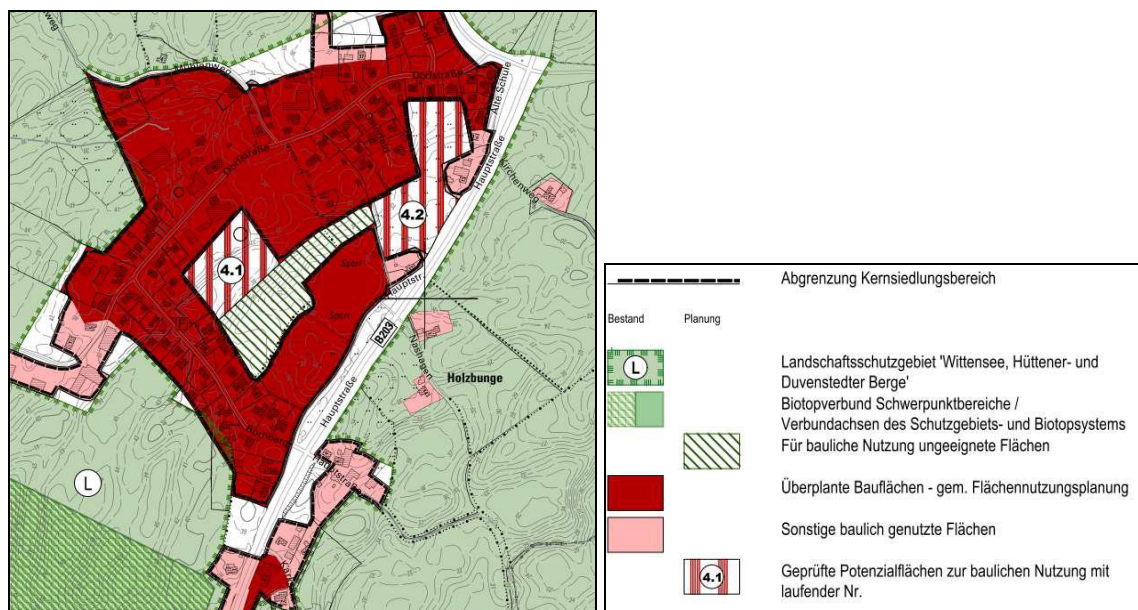 Mühlenweg
Dorfstraße
Alte Schule
Dorfstraße
Hauptstraße
Kirchenweg
4.2
4.1
Sport
Hauptstr.
Sport
B203
Nashagen
Holzbunge
Hauptstraße
L
Abgrenzung Kernsiedlungsbereich
Bestand Planung
L Landschaftsschutzgebiet 'Wittensee, Hüttener- und
Duvenstedter Berge'
Biotopverbund Schwerpunktbereiche /
Verbundachsen des Schutzgebiets- und Biotopsystems
Für bauliche Nutzung ungeeignete Flächen
Überplante Bauflächen - gem. Flächennutzungsplanung
Sonstige baulich genutzte Flächen
4.1 Geprüfte Potenzialflächen zur baulichen Nutzung mit
laufender Nr.